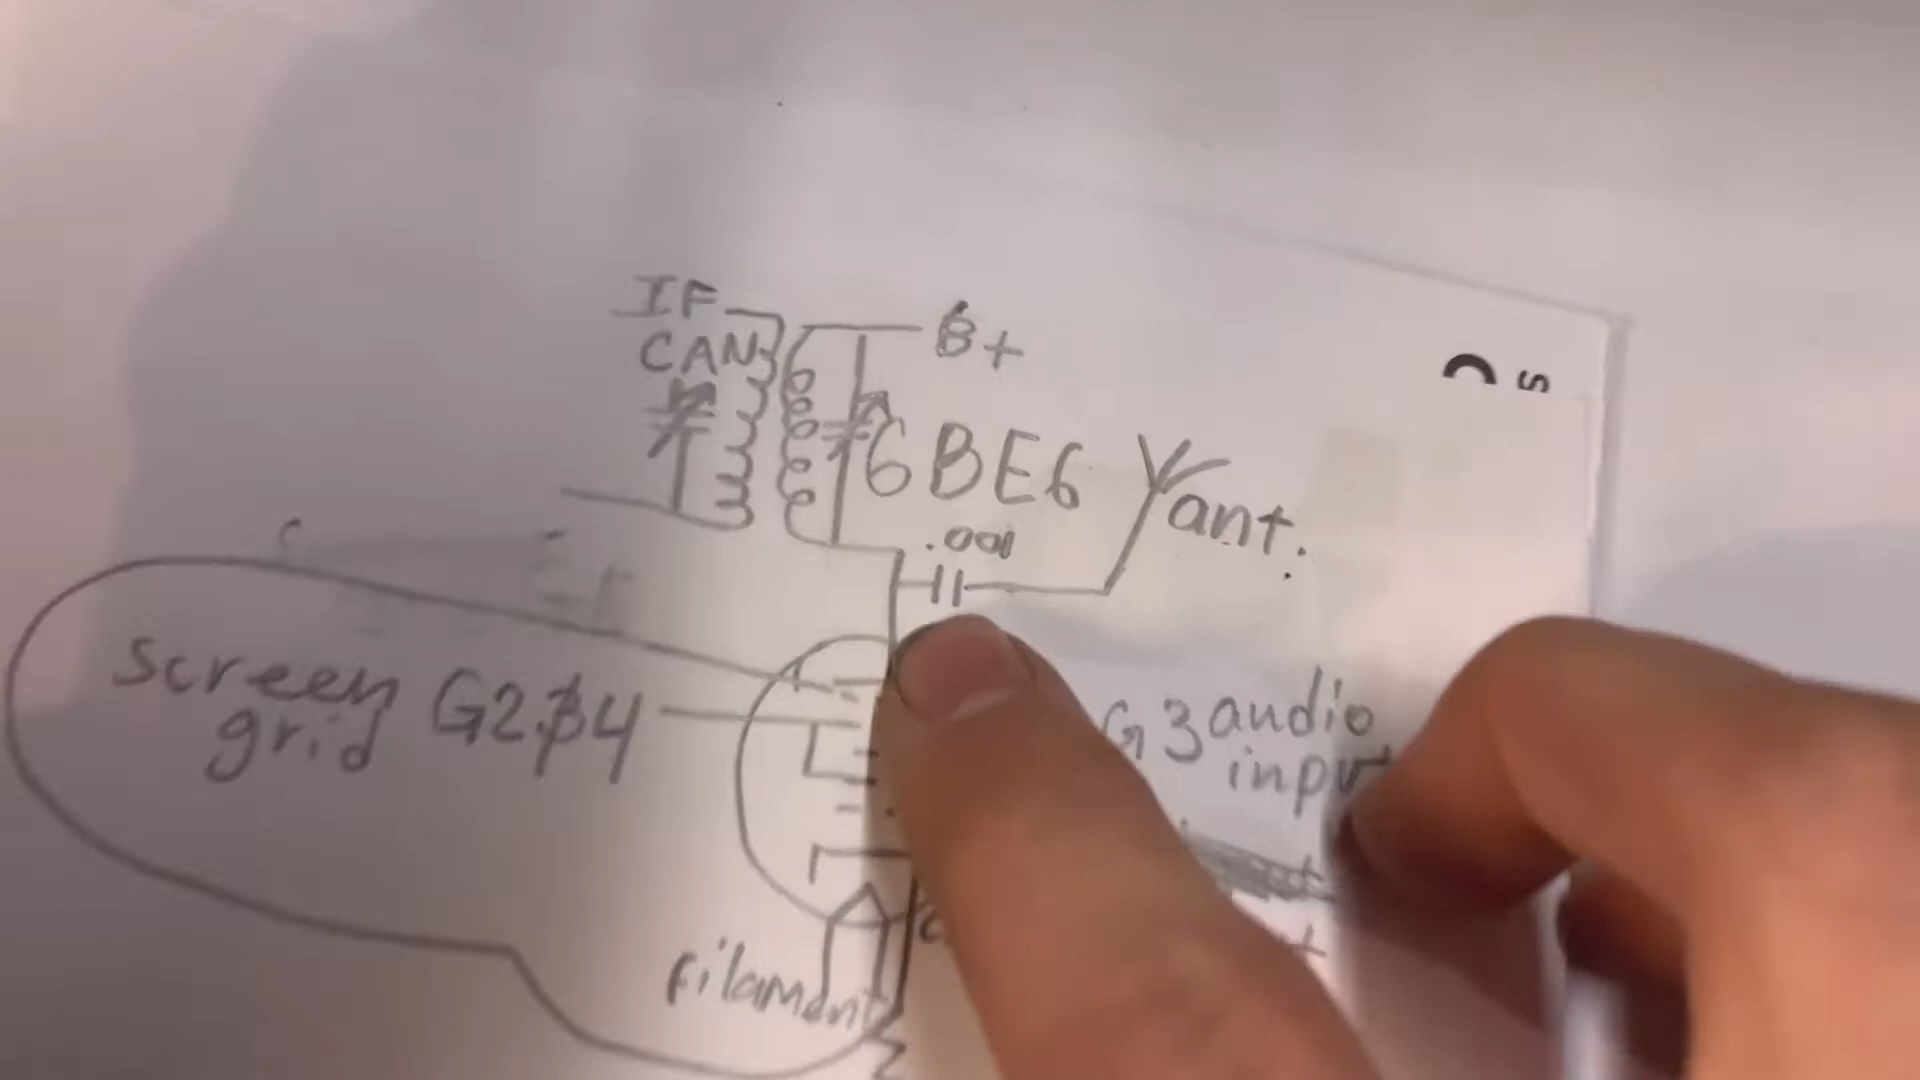 IF
CAN
B+
6BE6
ant.
.001
screen
grid
G2&4
G3 audio
input
filament